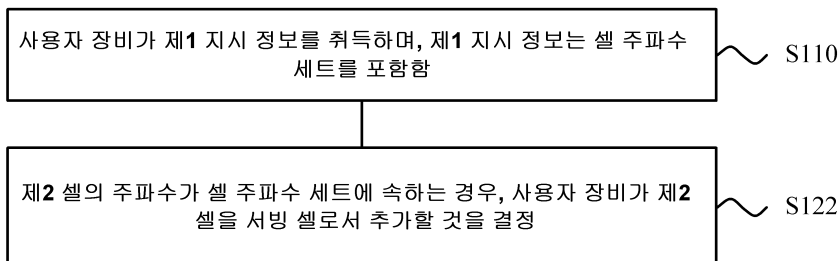 사용자 장비가 제1 지시 정보를 취득하며, 제1 지시 정보는 셀 주파수
세트를 포함함
S110
제2 셀의 주파수가 셀 주파수 세트에 속하는 경우, 사용자 장비가 제2
셀을 서빙 셀로서 추가할 것을 결정
S122